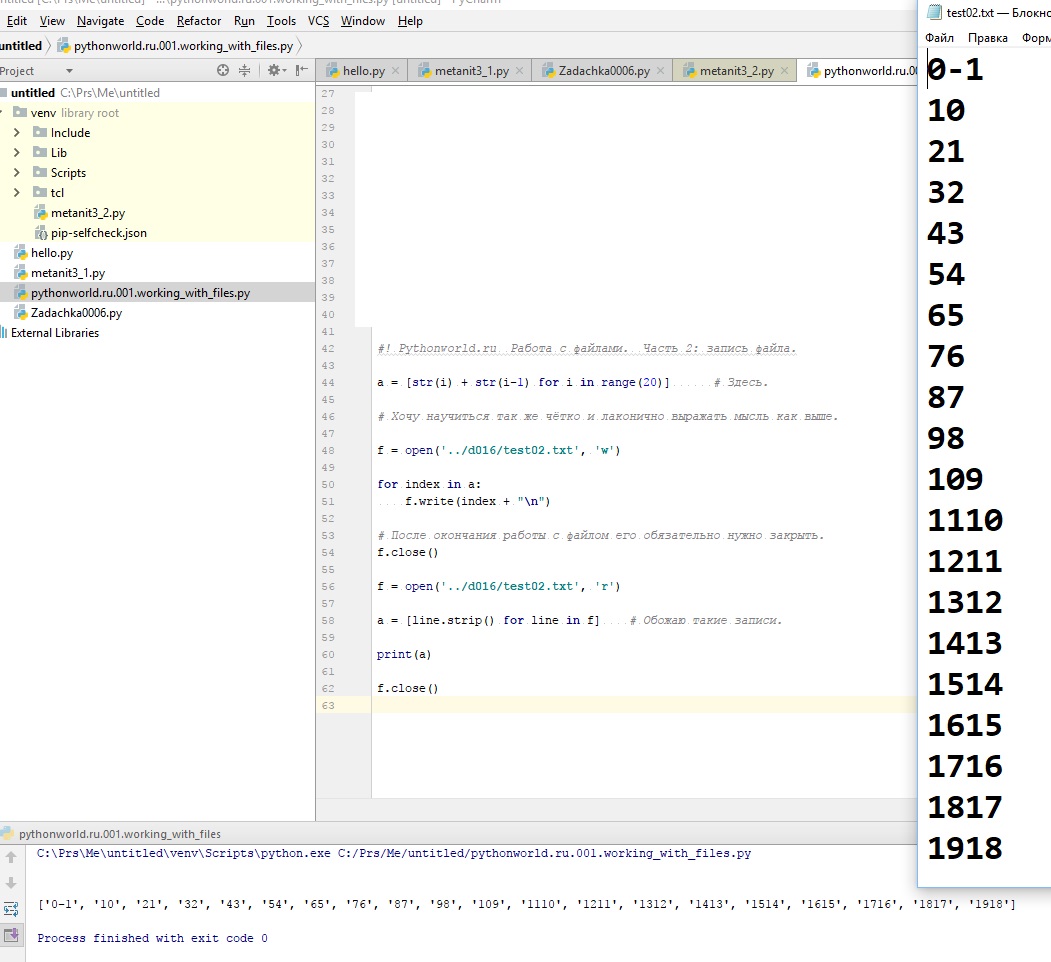 Edit View Navigate Code Refactor Run Tools VCS Window Help
untitled pythonworld.ru.001.working_with_files.py
Project
hello.py metanit3_1.py Zadachka0006.py metanit3_2.py pythonworld.ru.00
untitled C:\Prs\Me\untitled
venv library root
Include
Lib
Scripts
tcl
metanit3_2.py
pip-selfcheck.json
hello.py
metanit3_1.py
pythonworld.ru.001.working_with_files.py
Zadachka0006.py
External Libraries
27
28
29
30
31
32
33
34
35
36
37
38
39
40
41
42 #! Pythonworld.ru Работа с файлами. Часть 2: запись файла.
43
44 a = [str(i) + str(i-1) for i in range(20)] # Здесь.
45
46 # Хочу научиться так же чётко и лаконично выражать мысль как выше.
47
48 f = open('../d016/test02.txt', 'w')
49
50 for index in a:
51 f.write(index + "\n")
52
53 # После окончания работы с файлом его обязательно нужно закрыть.
54 f.close()
55
56 f = open('../d016/test02.txt', 'r')
57
58 a = [line.strip() for line in f] # Обожаю такие записи.
59
60 print(a)
61
62 f.close()
63
test02.txt — Блокно
Файл Правка Форм
0-1
10
21
32
43
54
65
76
87
98
109
1110
1211
1312
1413
1514
1615
1716
1817
1918
pythonworld.ru.001.working_with_files
C:\Prs\Me\untitled\venv\Scripts\python.exe C:/Prs/Me/untitled/pythonworld.ru.001.working_with_files.py
['0-1', '10', '21', '32', '43', '54', '65', '76', '87', '98', '109', '1110', '1211', '1312', '1413', '1514', '1615', '1716', '1817', '1918']
Process finished with exit code 0